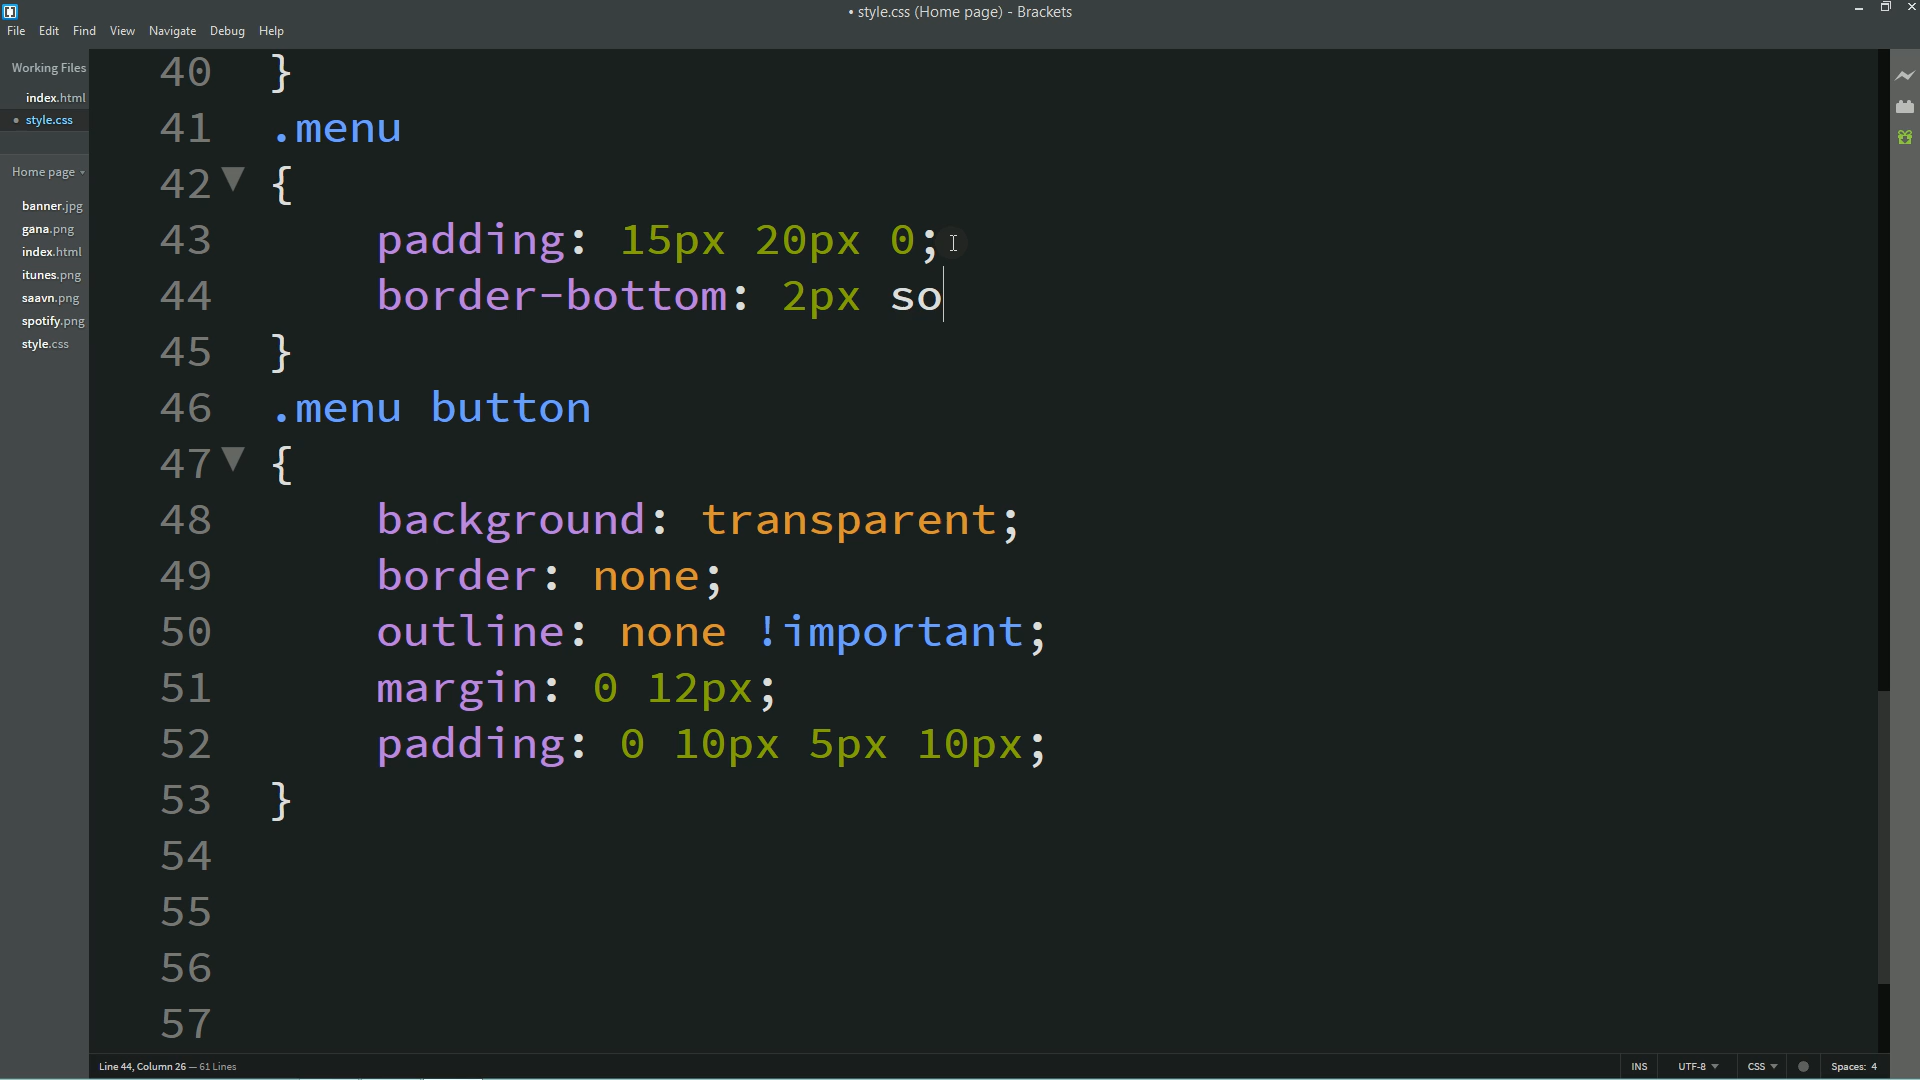 • style.css (Home page) - Brackets
File Edit Find View Navigate Debug Help
Working Files
index.html
• style.css
Home page
banner.jpg
gana.png
index.html
itunes.png
saavn.png
spotify.png
style.css
40 }
41 .menu
42 {
43 padding: 15px 20px 0;
44 border-bottom: 2px so
45 }
46 .menu button
47 {
48 background: transparent;
49 border: none;
50 outline: none !important;
51 margin: 0 12px;
52 padding: 0 10px 5px 10px;
53 }
54
55
56
57
Line 44, Column 26 — 61 Lines
INS UTF-8 CSS Spaces: 4